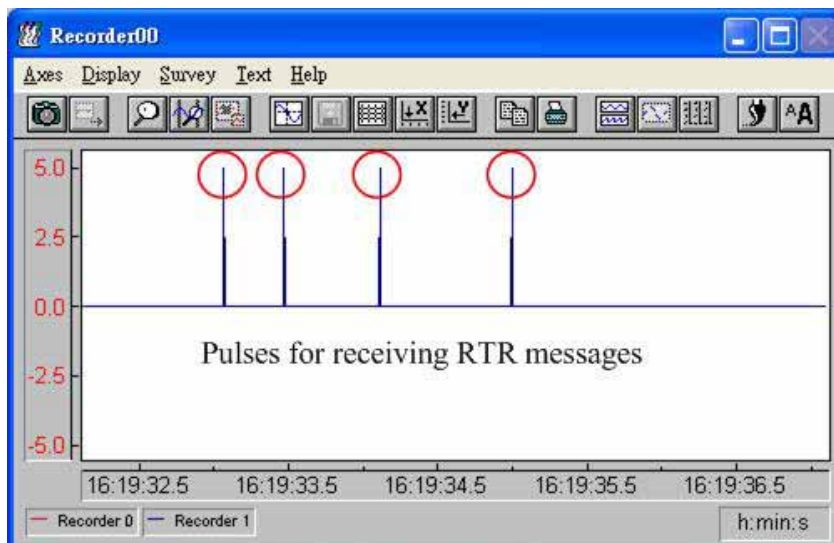 Recorder00
Axes Display Survey Text Help
X Y AA
5.0
2.5
0.0
-2.5
-5.0
Pulses for receiving RTR messages
16:19:32.5 16:19:33.5 16:19:34.5 16:19:35.5 16:19:36.5
Recorder 0 Recorder 1 h:min:s